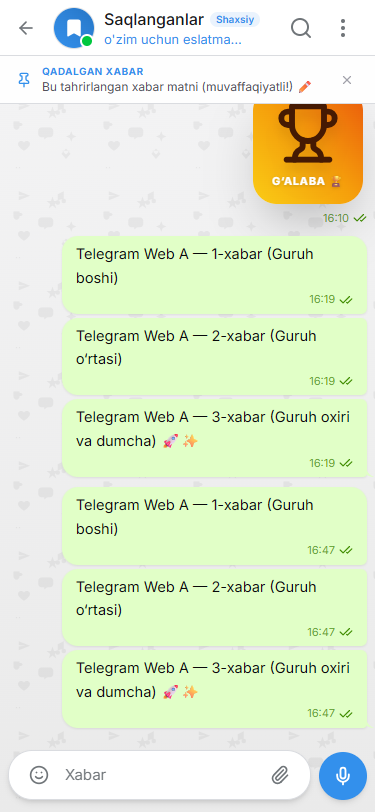 Saqlanganlar Shaxsiy
o'zim uchun eslatma...
QADALGAN XABAR
Bu tahrirlangan xabar matni (muvaffaqiyatli!) 🖍️
G‘ALABA 🏆
16:10
Telegram Web A — 1-xabar (Guruh
boshi)
16:19
Telegram Web A — 2-xabar (Guruh
o‘rtasi)
16:19
Telegram Web A — 3-xabar (Guruh oxiri
va dumcha) 🚀 ✨
16:19
Telegram Web A — 1-xabar (Guruh
boshi)
16:47
Telegram Web A — 2-xabar (Guruh
o‘rtasi)
16:47
Telegram Web A — 3-xabar (Guruh oxiri
va dumcha) 🚀 ✨
16:47
Xabar